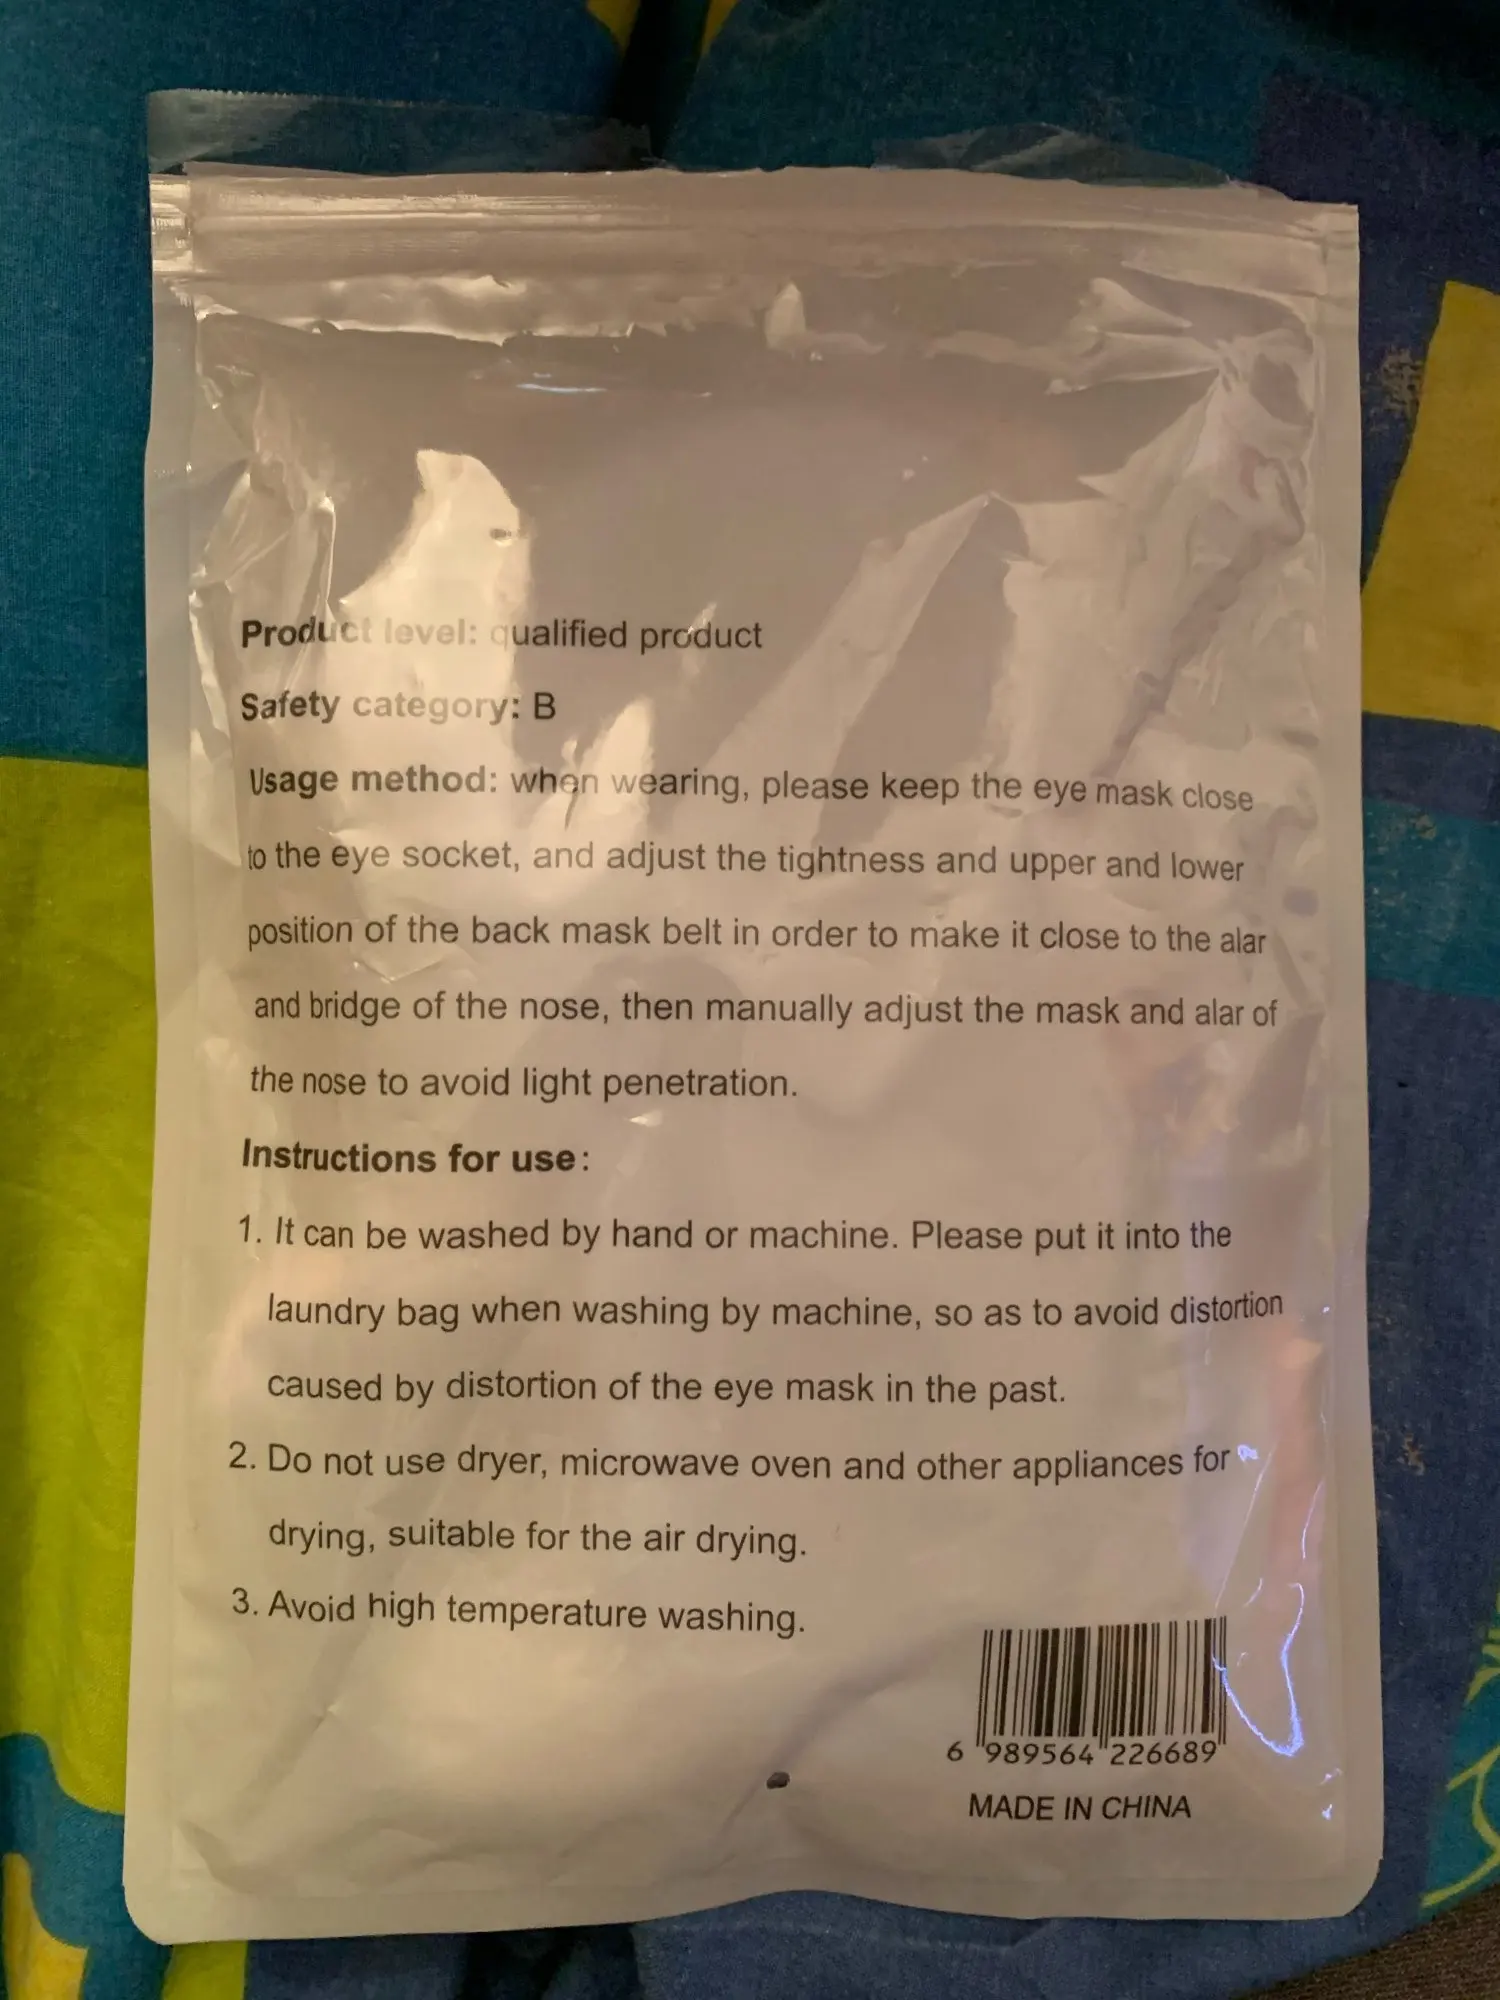 Product level: qualified product
Safety category: B
Usage method: when wearing, please keep the eye mask close
to the eye socket, and adjust the tightness and upper and lower
position of the back mask belt in order to make it close to the alar
and bridge of the nose, then manually adjust the mask and alar of
the nose to avoid light penetration.
Instructions for use:
1. It can be washed by hand or machine. Please put it into the
laundry bag when washing by machine, so as to avoid distortion
caused by distortion of the eye mask in the past.
2. Do not use dryer, microwave oven and other appliances for
drying, suitable for the air drying.
3. Avoid high temperature washing.
6 989564 226689
MADE IN CHINA